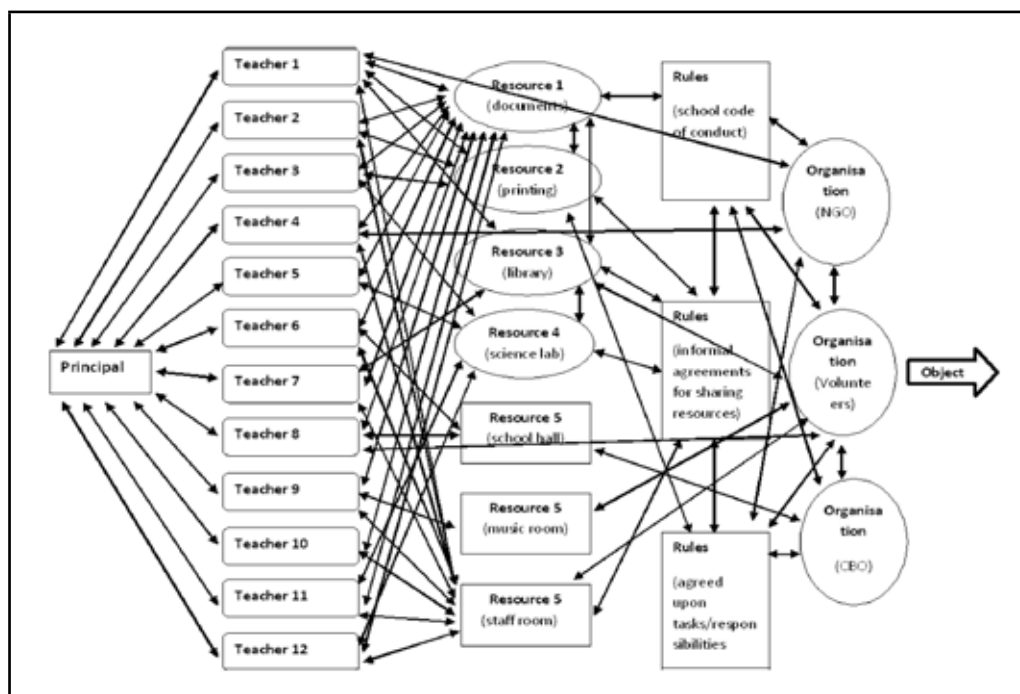 Principal
Teacher 1
Teacher 2
Teacher 3
Teacher 4
Teacher 5
Teacher 6
Teacher 7
Teacher 8
Teacher 9
Teacher 10
Teacher 11
Teacher 12
Resource 1
(documents)
Resource 2
(printing)
Resource 3
(library)
Resource 4
(science lab)
Resource 5
(school hall)
Resource 5
(music room)
Resource 5
(staff room)
Rules
(school code
of conduct)
Rules
(informal
agreements
for sharing
resources)
Rules
(agreed
upon
tasks/respon
sibilities
Organisa
tion
(NGO)
Organisa
tion
(Volunte
ers)
Organisa
tion
(CBO)
Object